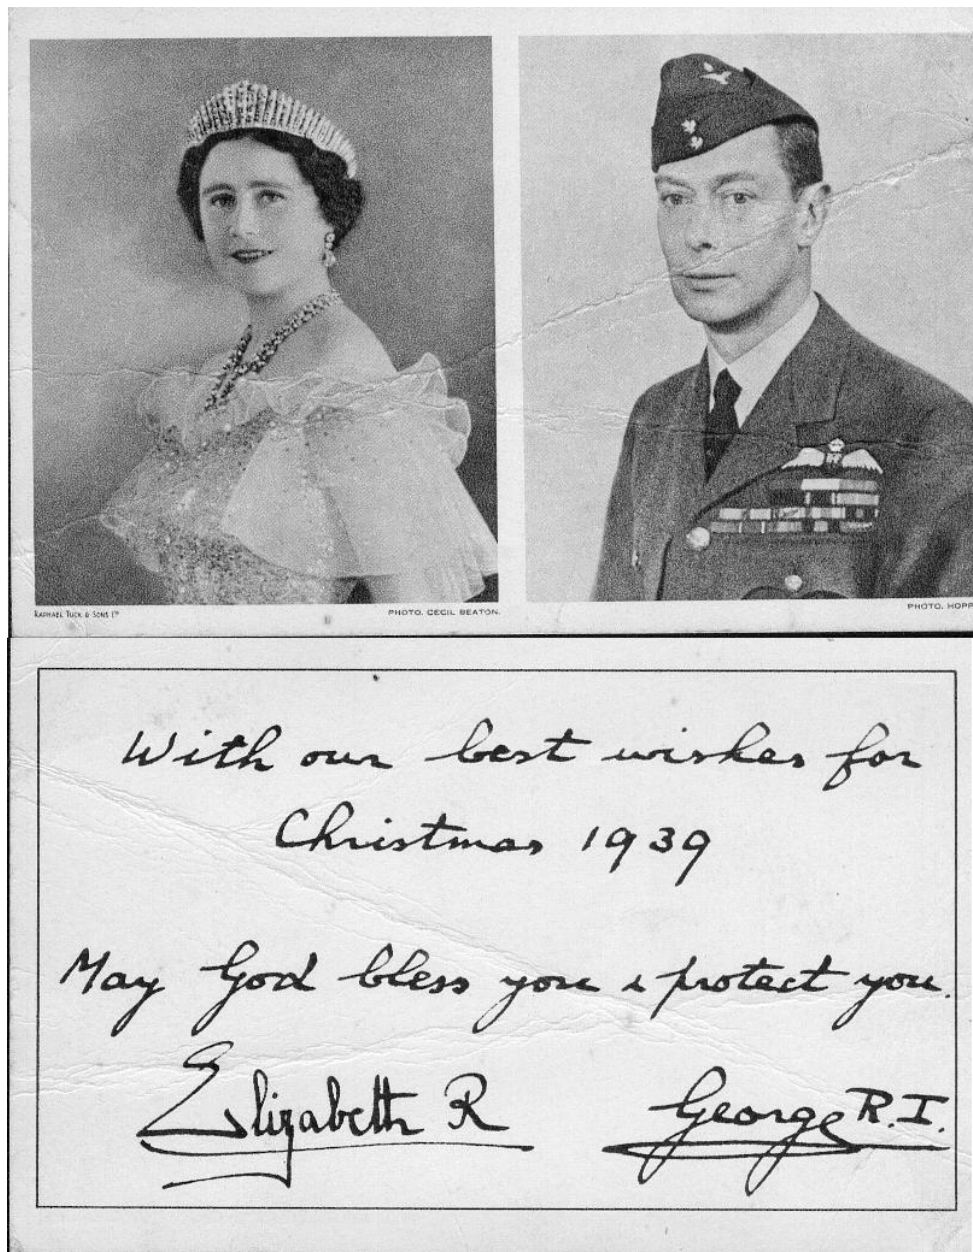 RAPHAEL TUCK & SONS LTD
PHOTO. CECIL BEATON.
PHOTO. HOPP
With our best wishes for
Christmas 1939
May God bless you & protect you.
Elizabeth R
George R.I.